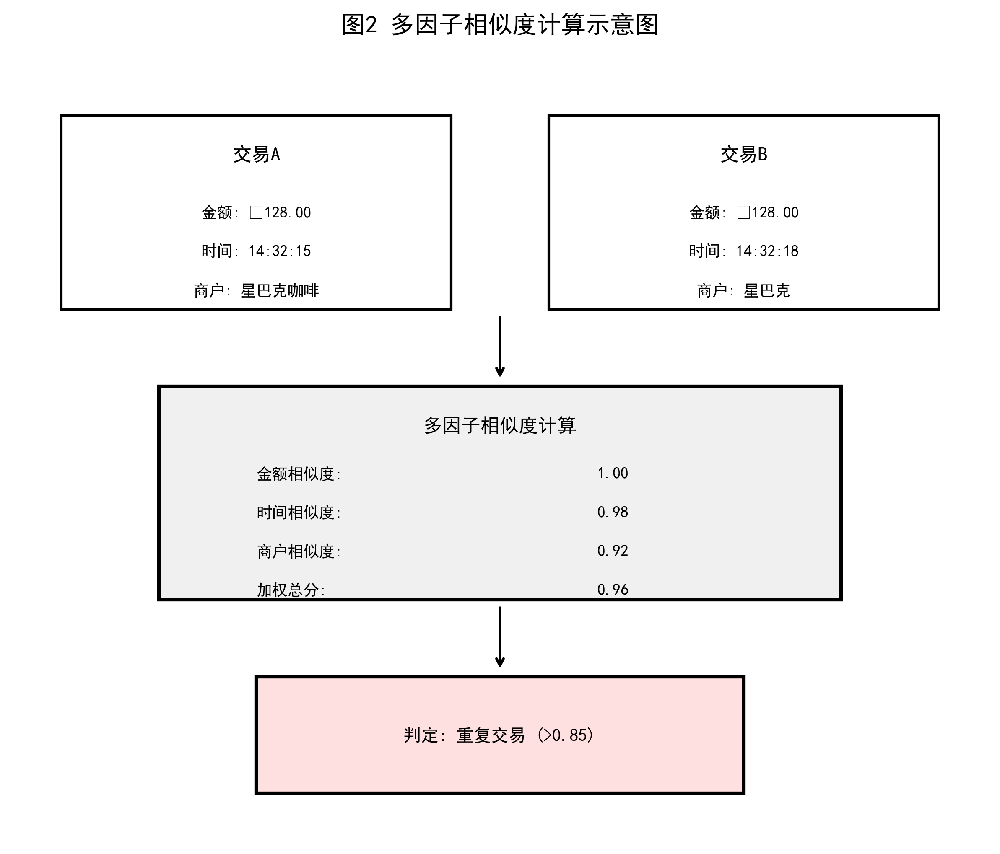 图2 多因子相似度计算示意图
交易A
金额: □128.00
时间: 14:32:15
商户: 星巴克咖啡
交易B
金额: □128.00
时间: 14:32:18
商户: 星巴克
多因子相似度计算
金额相似度: 1.00
时间相似度: 0.98
商户相似度: 0.92
加权总分: 0.96
判定: 重复交易 (>0.85)